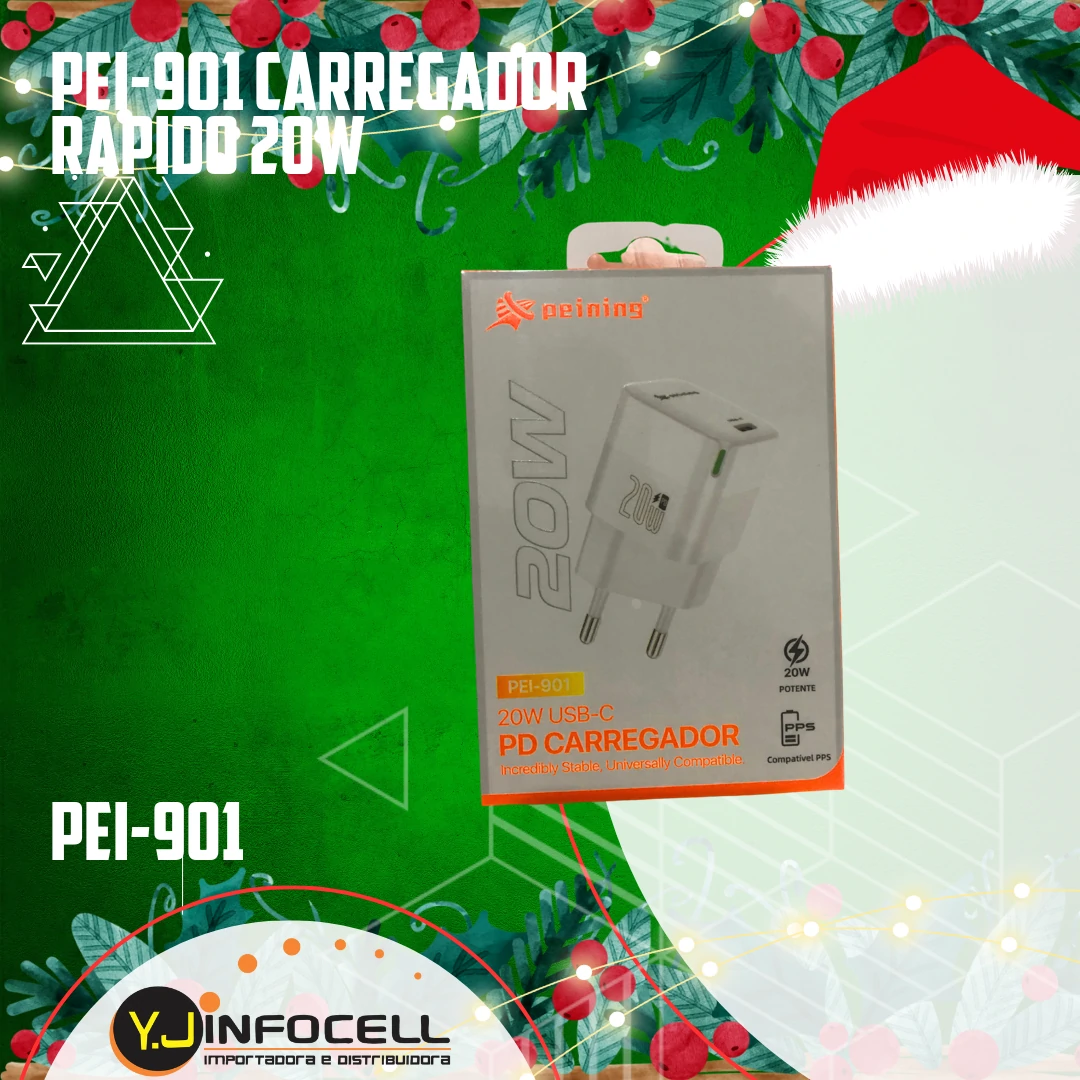 PEI-901 CARREGADOR
RAPIDO 20W
peining®
20W
20W
PEI-901
20W USB-C
PD CARREGADOR
Incredibly Stable, Universally Compatible.
20W
POTENTE
PPS
Compatível PPS
PEI-901
Y.J INFOCELL
IMPORTADORA E DISTRIBUIDORA